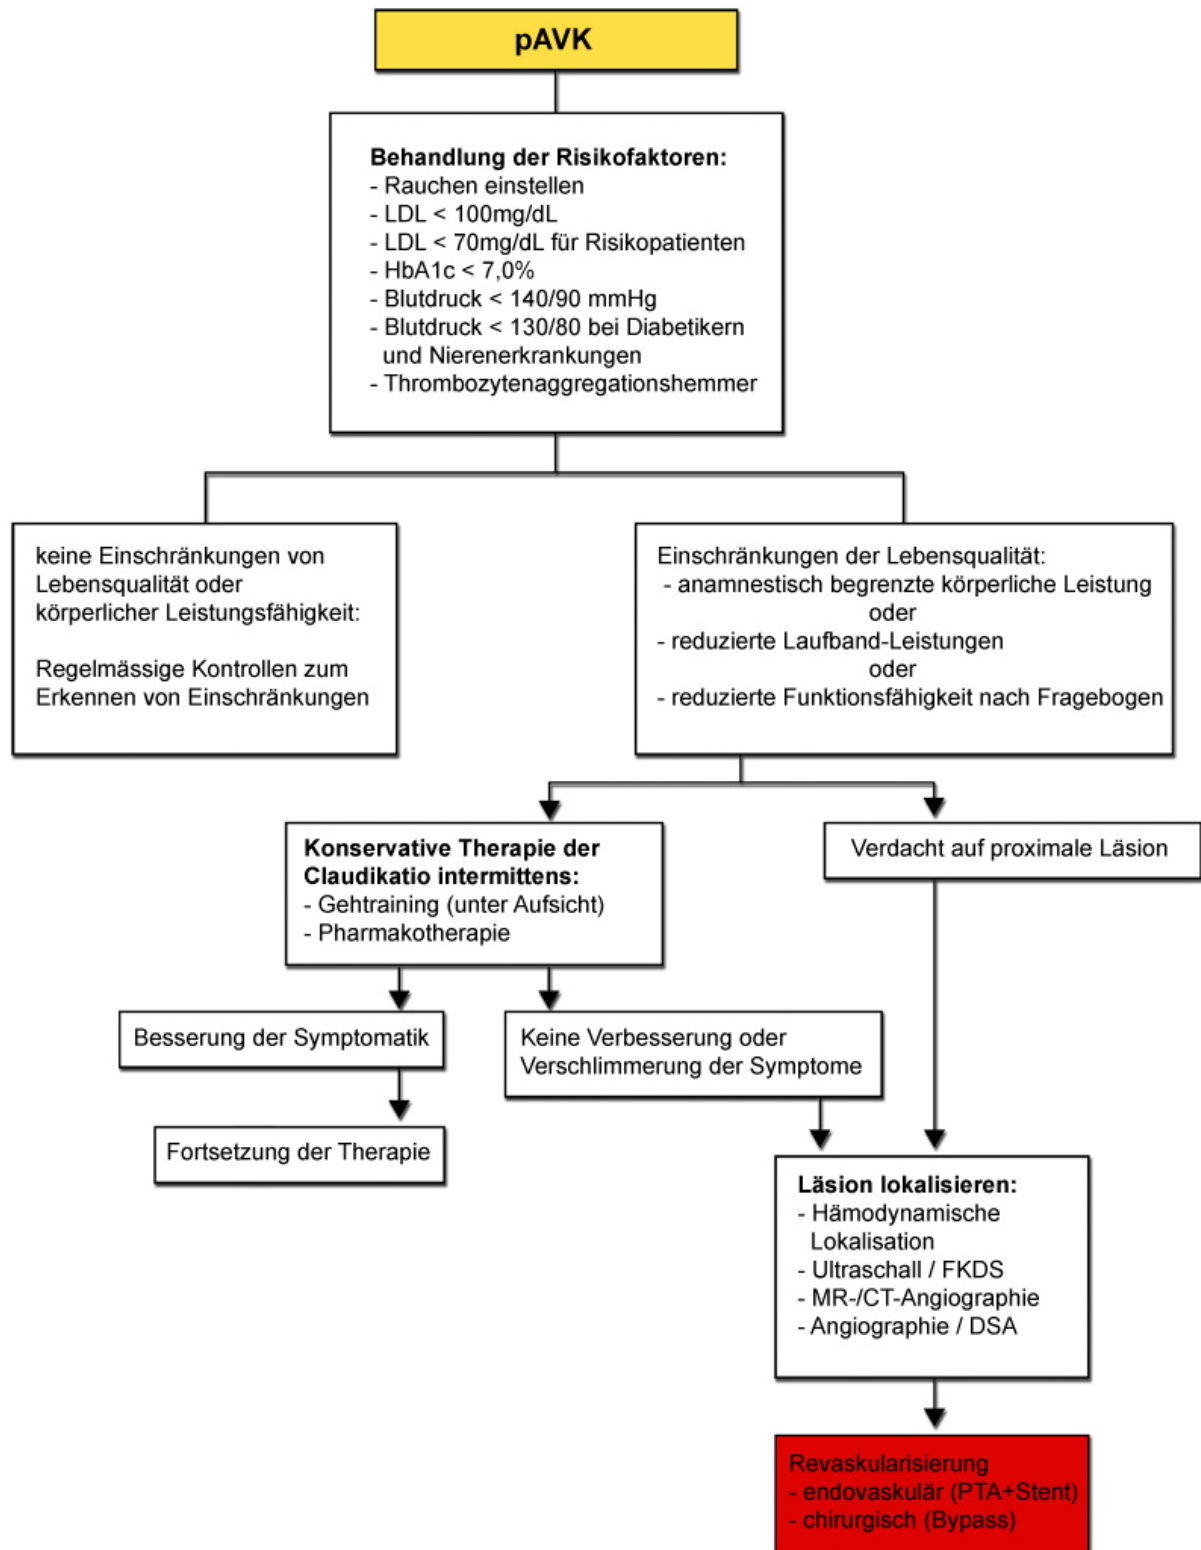 pAVK
Behandlung der Risikofaktoren:
- Rauchen einstellen
- LDL < 100mg/dL
- LDL < 70mg/dL für Risikopatienten
- HbA1c < 7,0%
- Blutdruck < 140/90 mmHg
- Blutdruck < 130/80 bei Diabetikern
und Nierenerkrankungen
- Thrombozytenaggregationshemmer
keine Einschränkungen von
Lebensqualität oder
körperlicher Leistungsfähigkeit:
Regelmässige Kontrollen zum
Erkennen von Einschränkungen
Einschränkungen der Lebensqualität:
- anamnestisch begrenzte körperliche Leistung
oder
- reduzierte Laufband-Leistungen
oder
- reduzierte Funktionsfähigkeit nach Fragebogen
Konservative Therapie der
Claudikatio intermittens:
- Gehtraining (unter Aufsicht)
- Pharmakotherapie
Verdacht auf proximale Läsion
Besserung der Symptomatik
Keine Verbesserung oder
Verschlimmerung der Symptome
Fortsetzung der Therapie
Läsion lokalisieren:
- Hämodynamische
Lokalisation
- Ultraschall / FKDS
- MR-/CT-Angiographie
- Angiographie / DSA
Revaskularisierung
- endovaskulär (PTA+Stent)
- chirurgisch (Bypass)